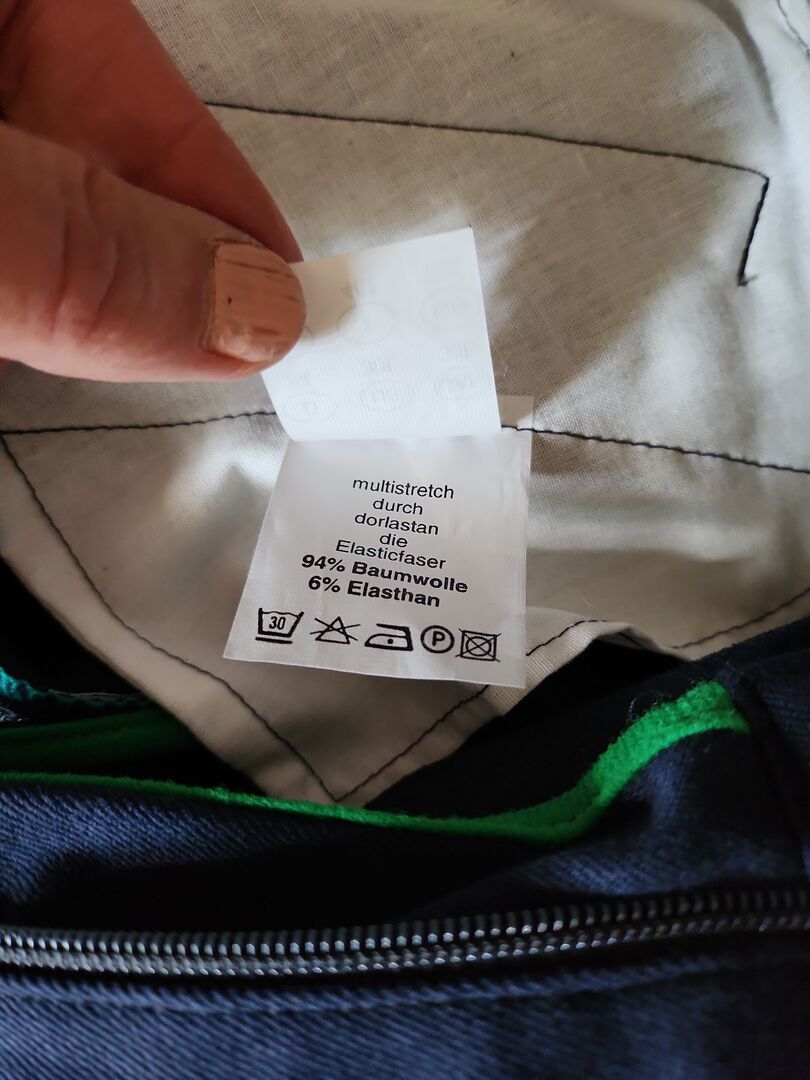 multistretch
durch
dorlastan
die
Elasticfaser
94% Baumwolle
6% Elasthan
30 P